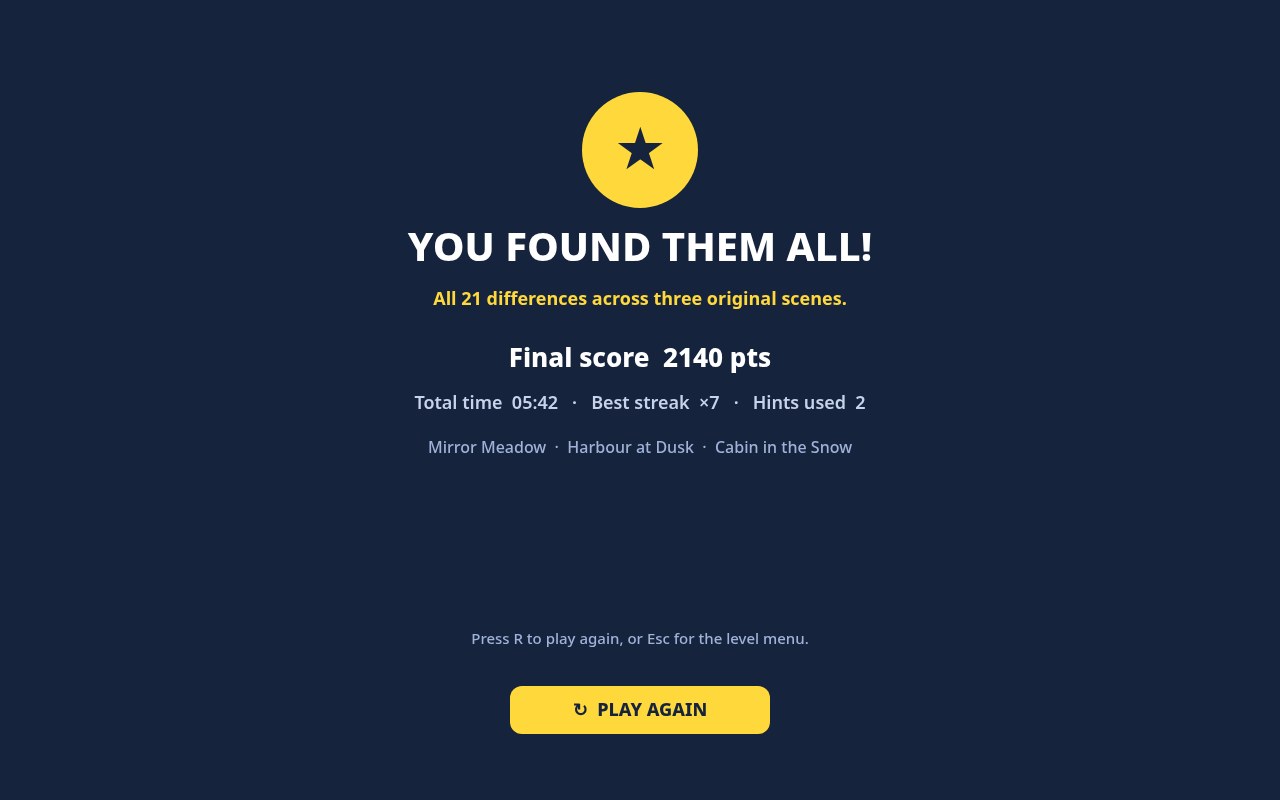 YOU FOUND THEM ALL!
All 21 differences across three original scenes.
Final score  2140 pts
Total time  05:42  ·  Best streak  ×7  ·  Hints used  2
Mirror Meadow  ·  Harbour at Dusk  ·  Cabin in the Snow
Press R to play again, or Esc for the level menu.
↻ PLAY AGAIN